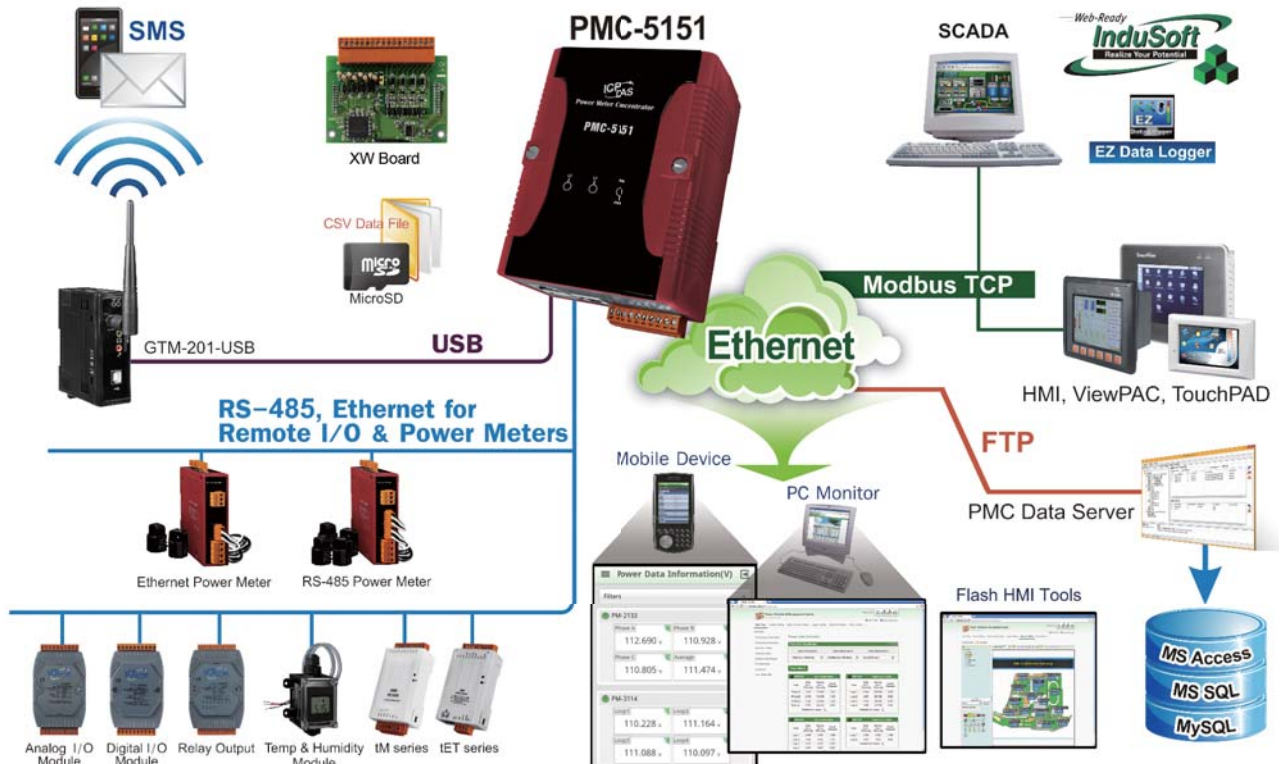 SMS
PMC-5151
SCADA
Web-Ready
InduSoft
Realize Your Potential
ICP DAS
Power Meter Concentrator
PMC-5151
XW Board
EZ
EZ Data Logger
CSV Data File
micro SD
MicroSD
Modbus TCP
Ethernet
GTM-201-USB
USB
HMI, ViewPAC, TouchPAD
RS-485, Ethernet for
Remote I/O & Power Meters
FTP
Mobile Device
PC Monitor
PMC Data Server
Ethernet Power Meter
RS-485 Power Meter
Power Data Information(V)
Filters
PM-2133
Phase A
Phase B
112.690 v
110.928 v
Phase C
Average
110.805 v
111.474 v
PM-3114
Loop1
Loop2
110.228 v
111.164 v
Loop3
Loop4
111.088 v
110.097 v
Flash HMI Tools
MS Access
MS SQL
MySQL
Analog I/O
Module
Digital I/O
Module
Relay Output
Temp & Humidity
Module
tM series
tET series